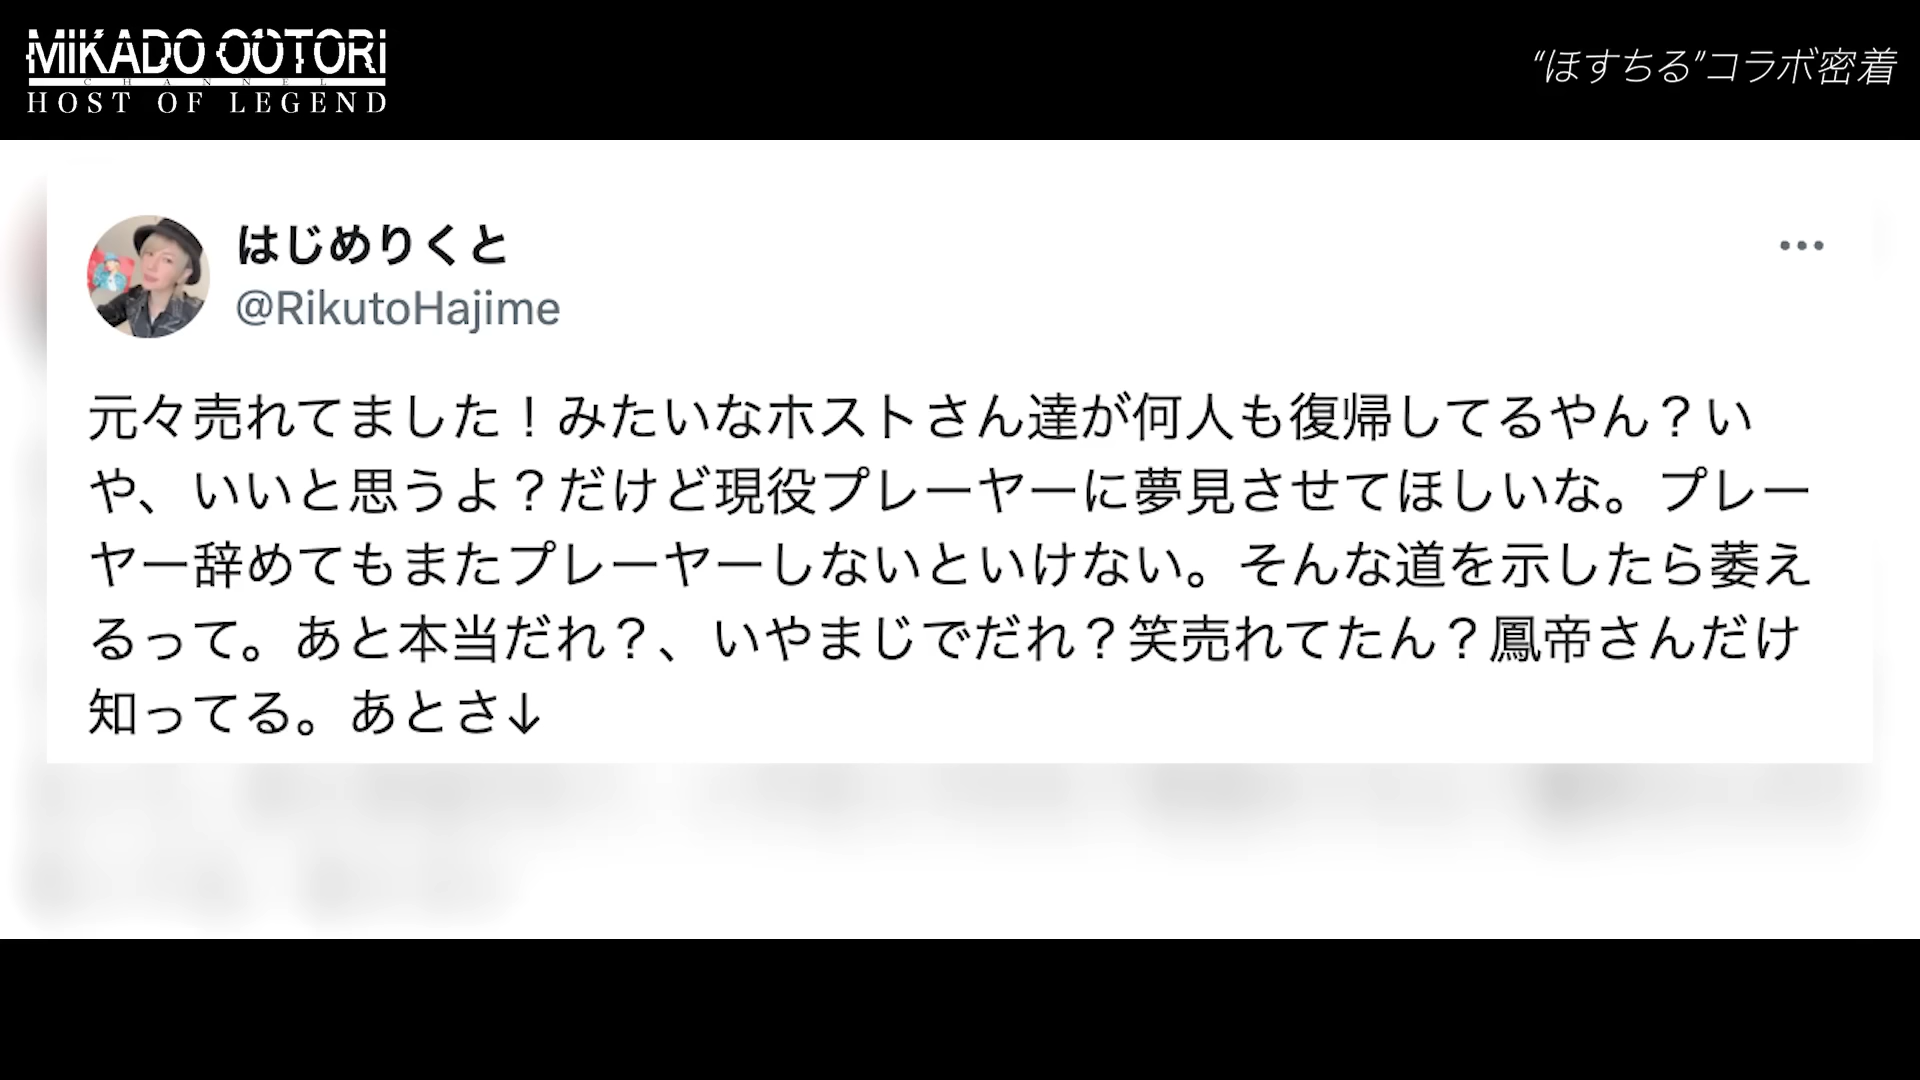 MIKADO OOTORI
CHANNEL
HOST OF LEGEND
“ほすちる”コラボ密着
はじめりくと
@RikutoHajime
元々売れてました！みたいなホストさん達が何人も復帰してるやん？い
や、いいと思うよ？だけど現役プレーヤーに夢見させてほしいな。プレー
ヤー辞めてもまたプレーヤーしないといけない。そんな道を示したら萎え
るって。あと本当だれ？、いやまじでだれ？笑売れてたん？鳳帝さんだけ
知ってる。あとさ↓